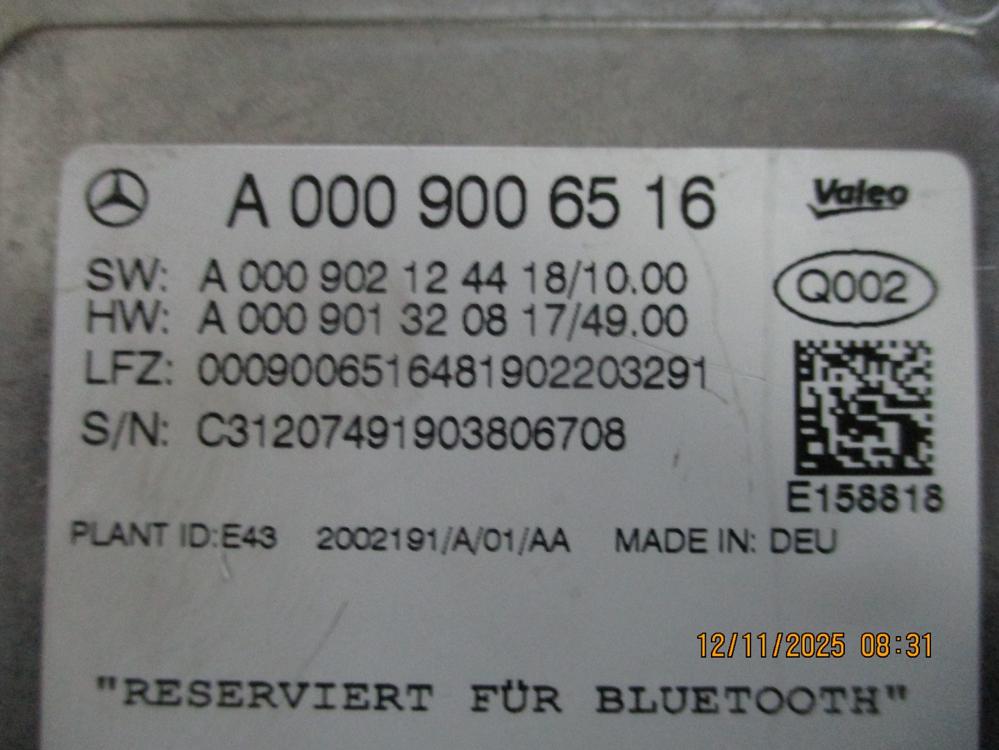 A 000 900 65 16
Valeo
SW: A 000 902 12 44 18/10.00
Q002
HW: A 000 901 32 08 17/49.00
LFZ: 0009006516481902203291
S/N: C31207491903806708
E158818
PLANT ID:E43 2002191/A/01/AA MADE IN: DEU
12/11/2025 08:31
"RESERVIERT FÜR BLUETOOTH"